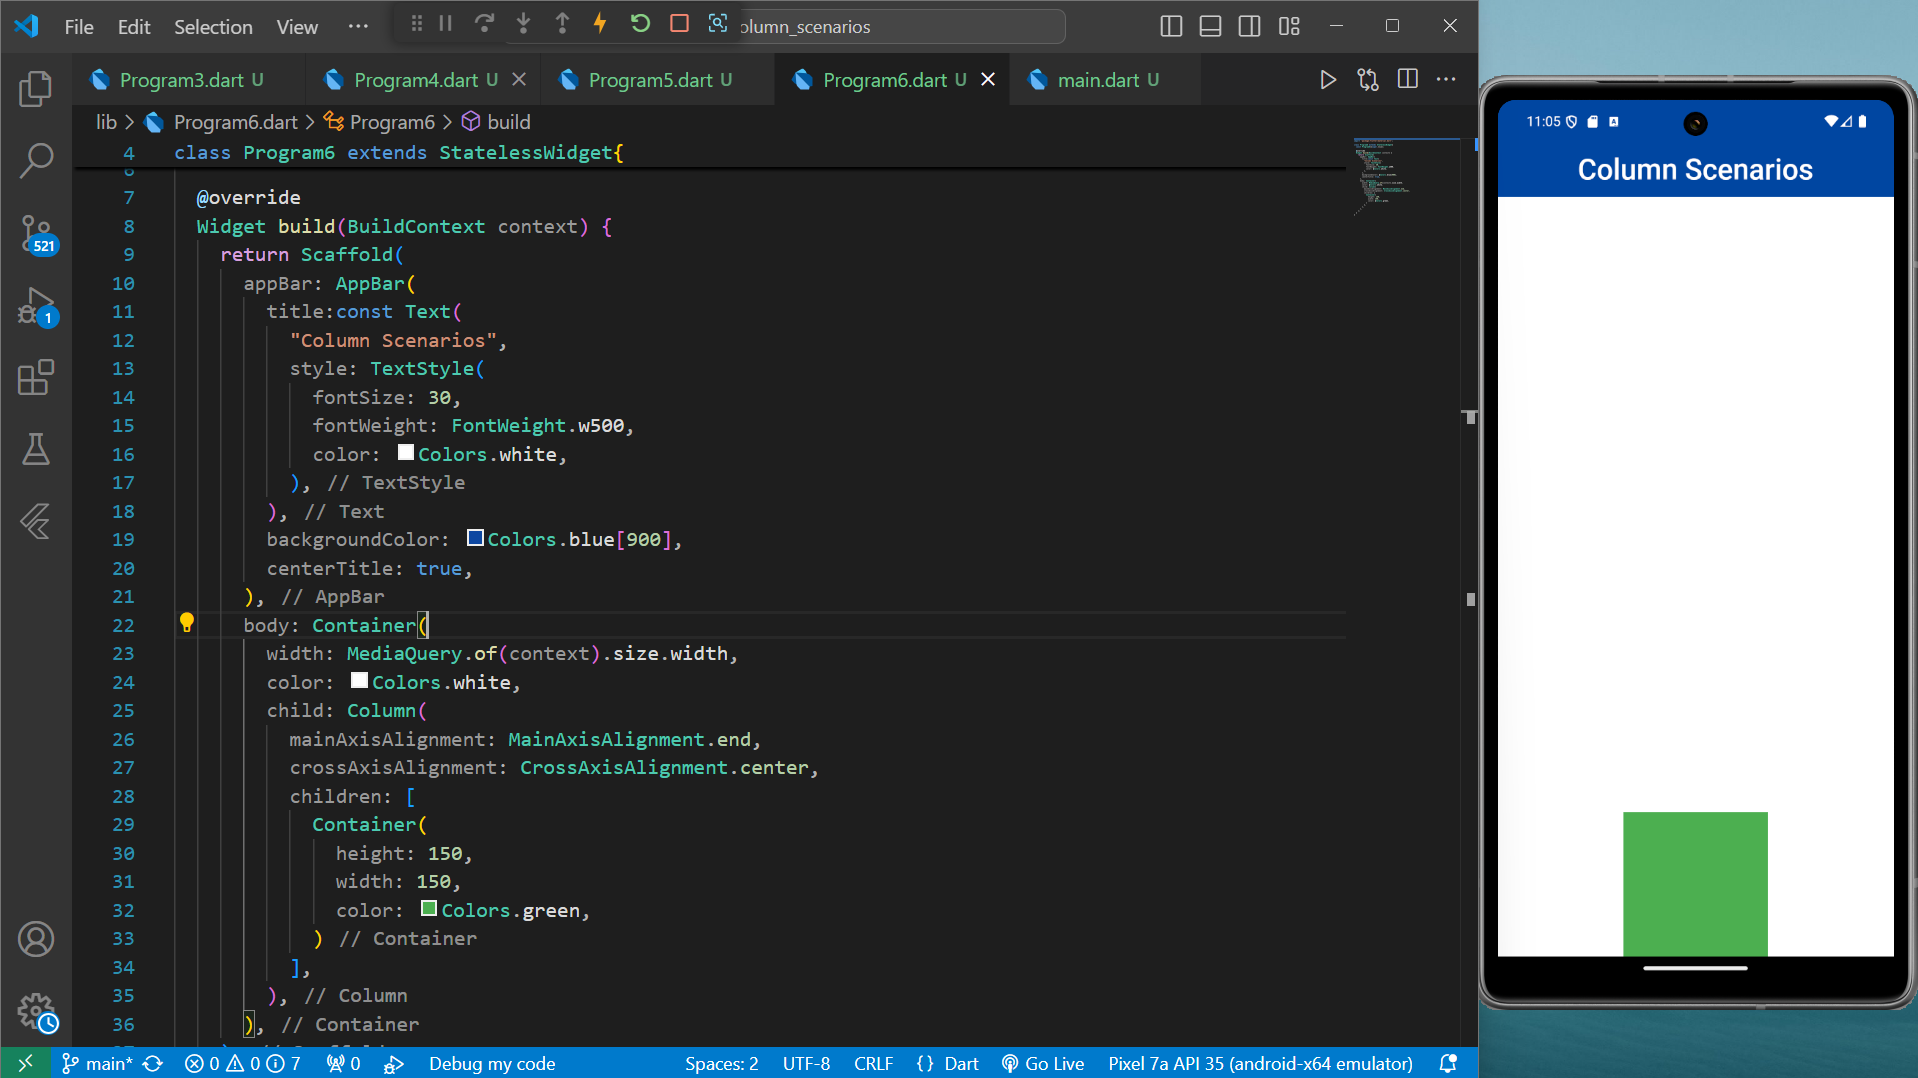 File Edit Selection View ··· olumn_scenarios
Program3.dart U Program4.dart U Program5.dart U Program6.dart U main.dart U
lib > Program6.dart > Program6 > build
4 class Program6 extends StatelessWidget{
6
7 @override
8 Widget build(BuildContext context) {
9 return Scaffold(
10 appBar: AppBar(
11 title:const Text(
12 "Column Scenarios",
13 style: TextStyle(
14 fontSize: 30,
15 fontWeight: FontWeight.w500,
16 color: Colors.white,
17 ), // TextStyle
18 ), // Text
19 backgroundColor: Colors.blue[900],
20 centerTitle: true,
21 ), // AppBar
22 body: Container(
23 width: MediaQuery.of(context).size.width,
24 color: Colors.white,
25 child: Column(
26 mainAxisAlignment: MainAxisAlignment.end,
27 crossAxisAlignment: CrossAxisAlignment.center,
28 children: [
29 Container(
30 height: 150,
31 width: 150,
32 color: Colors.green,
33 ) // Container
34 ],
35 ), // Column
36 ), // Container
521
1
main* 0 0 7 0 Debug my code Spaces: 2 UTF-8 CRLF {} Dart Go Live Pixel 7a API 35 (android-x64 emulator)
11:05 A
Column Scenarios